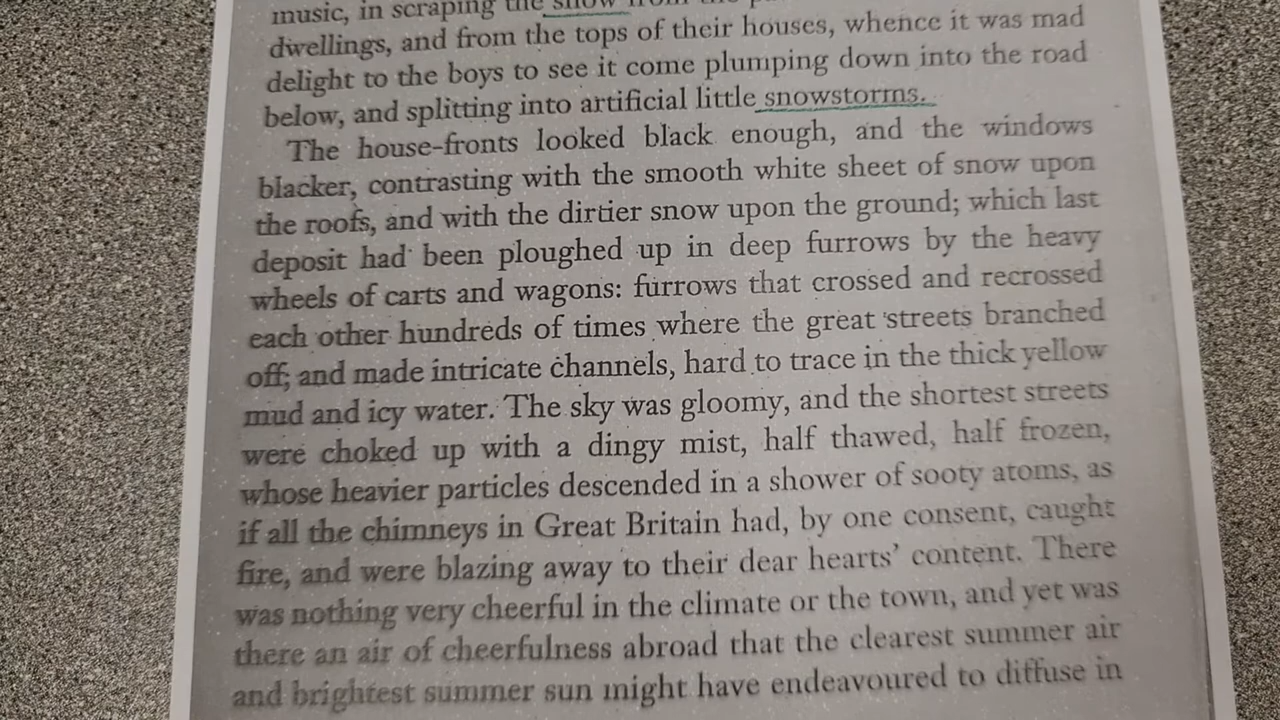 music, in scraping the snow from the
dwellings, and from the tops of their houses, whence it was mad
delight to the boys to see it come plumping down into the road
below, and splitting into artificial little snowstorms.
The house-fronts looked black enough, and the windows
blacker, contrasting with the smooth white sheet of snow upon
the roofs, and with the dirtier snow upon the ground; which last
deposit had been ploughed up in deep furrows by the heavy
wheels of carts and wagons: furrows that crossed and recrossed
each other hundreds of times where the great streets branched
off; and made intricate channels, hard to trace in the thick yellow
mud and icy water. The sky was gloomy, and the shortest streets
were choked up with a dingy mist, half thawed, half frozen,
whose heavier particles descended in a shower of sooty atoms, as
if all the chimneys in Great Britain had, by one consent, caught
fire, and were blazing away to their dear hearts' content. There
was nothing very cheerful in the climate or the town, and yet was
there an air of cheerfulness abroad that the clearest summer air
and brightest summer sun might have endeavoured to diffuse in